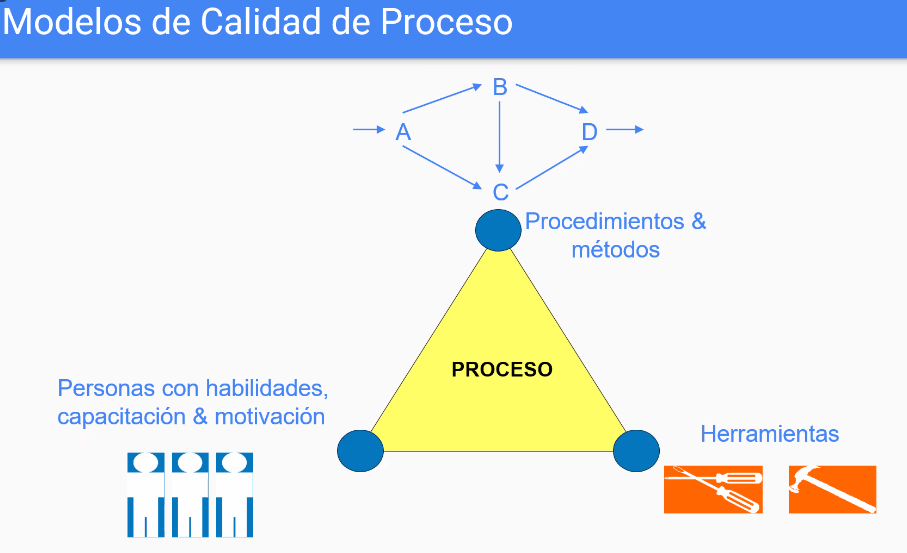 Modelos de Calidad de Proceso
B
A
D
C
Procedimientos &
métodos
PROCESO
Personas con habilidades,
capacitación & motivación
Herramientas